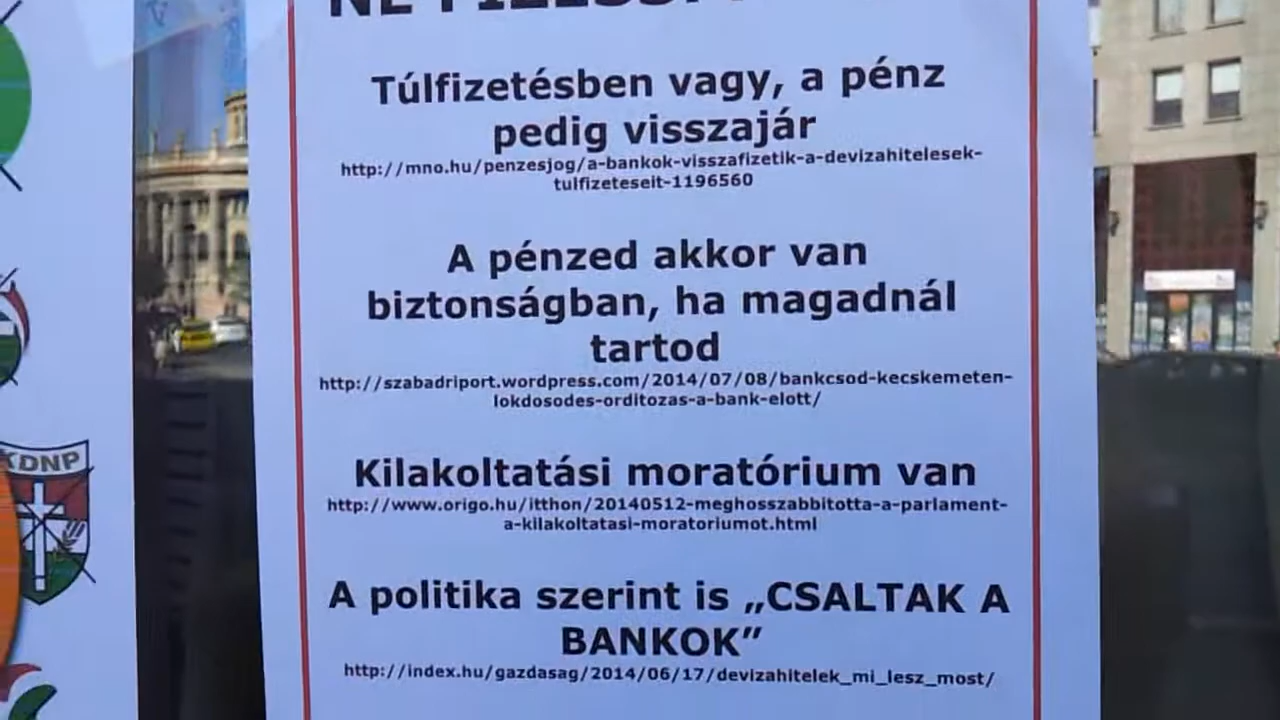 Túlfizetésben vagy, a pénz
pedig visszajár
http://mno.hu/penzesjog/a-bankok-visszafizetik-a-devizahitelesek-
tulfizeteseit-1196560
A pénzed akkor van
biztonságban, ha magadnál
tartod
http://szabadriport.wordpress.com/2014/07/08/bankcsod-kecskemeten-
lokdosodes-orditozas-a-bank-elott/
Kilakoltatási moratórium van
http://www.origo.hu/itthon/20140512-meghosszabbitotta-a-parlament-
a-kilakoltatasi-moratoriumot.html
A politika szerint is „CSALTAK A
BANKOK”
http://index.hu/gazdasag/2014/06/17/devizahitelek_mi_lesz_most/
KDNP